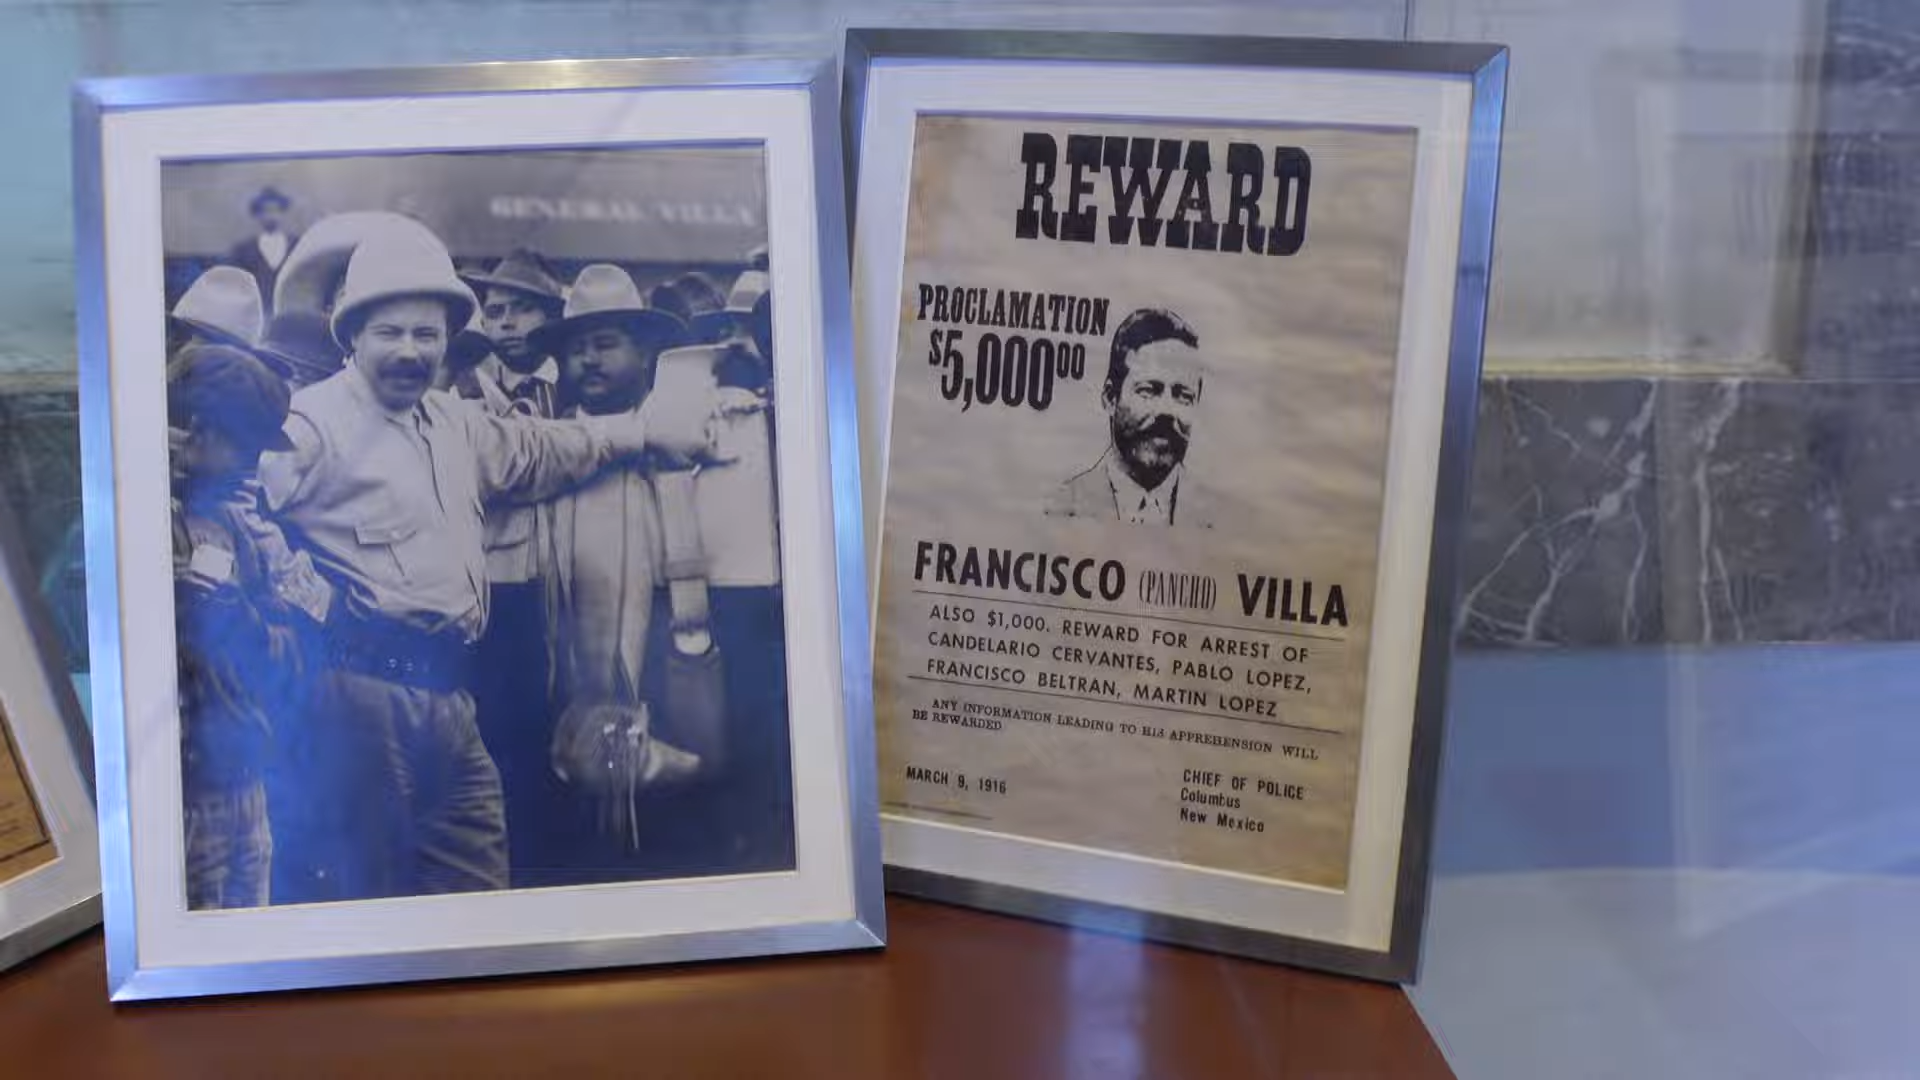 GENERAL VILLA
REWARD
PROCLAMATION
$5,00000
FRANCISCO (PANCHO) VILLA
ALSO $1,000. REWARD FOR ARREST OF
CANDELARIO CERVANTES, PABLO LOPEZ,
FRANCISCO BELTRAN, MARTIN LOPEZ
ANY INFORMATION LEADING TO HIS APPREHENSION WILL
BE REWARDED
MARCH 9, 1916
CHIEF OF POLICE
Columbus
New Mexico